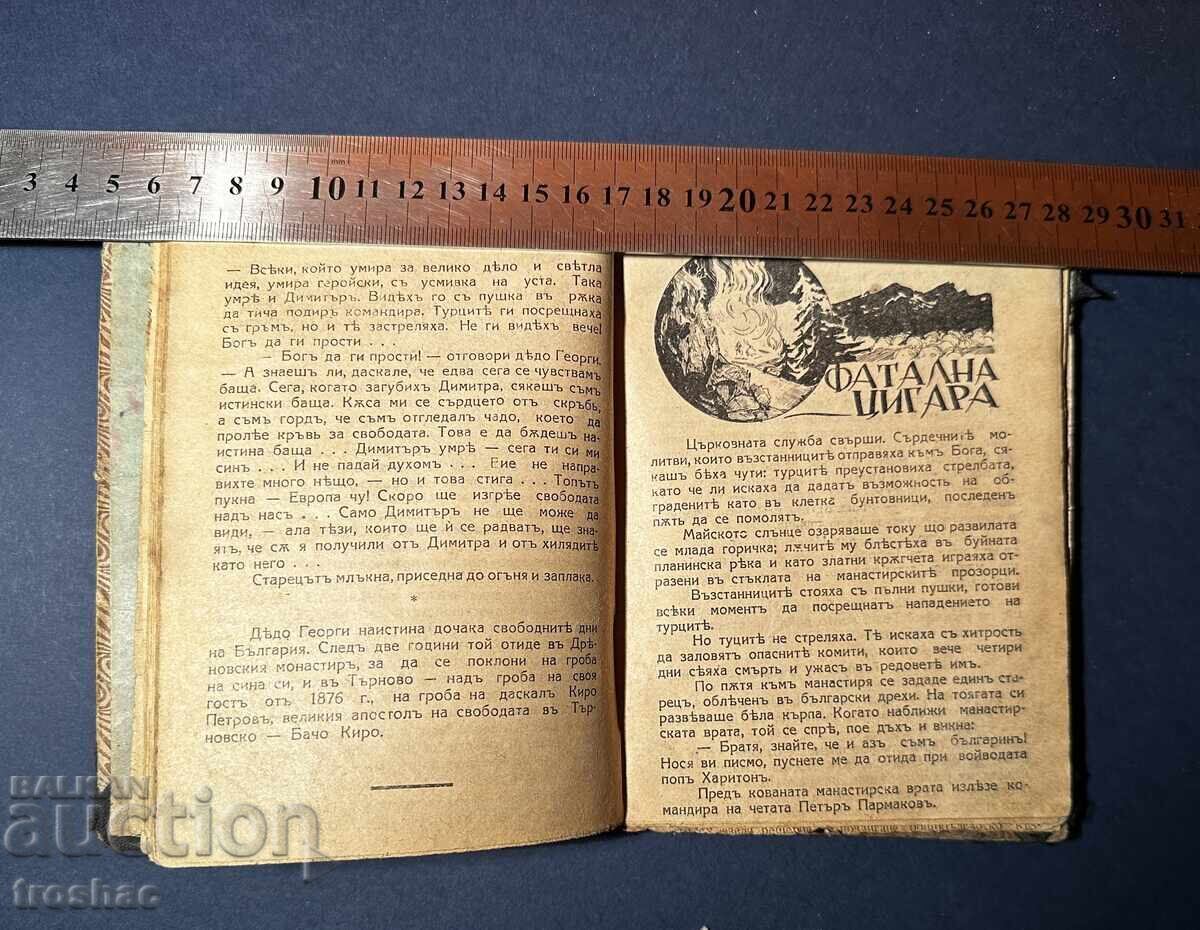 3 4 5 6 7 8 9 10 11 12 13 14 15 16 17 18 19 20 21 22 23 24 25 26 27 28 29 30 31
mm
— Всѣки, който умира за велико дѣло и свѣтла
идея, умира геройски, съ усмивка на уста. Така
умрѣ и Димитъръ. Видѣхъ го съ пушка въ рѫка
да тича подиръ командира. Турцитѣ ги посрещнаха
съ гръмъ, но и тѣ застреляха. Не ги видѣхъ вече!
Богъ да ги прости . . .
— Богъ да ги прости! — отговори дѣдо Георги.
— А знаешъ ли, даскале, че едва сега се чувствамъ
баща. Сега, когато загубихъ Димитра, сякашъ съмъ
истински баща. Кѫса ми се сърдцето отъ скръбь,
а съмъ гордъ, че съмъ отгледалъ чадо, което да
пролѣе кръвь за свободата. Това е да бѫдешъ на-
истина баща . . . Димитъръ умрѣ — сега ти си ми
синъ . . . И не падай духомъ . . . Вие не напра-
вихте много нѣщо, — но и това стига . . . Топътъ
пукна — Европа чу! Скоро ще изгрѣе свободата
надъ насъ . . . Само Димитъръ не ще може да
види, — ала тѣзи, които ще ѝ се радватъ, ще зна-
ятъ, че сѫ я получили отъ Димитра и отъ хилядитѣ
като него . . .
Старецътъ млъкна, приседна до огъня и заплака.
*
Дѣдо Георги наистина дочака свободнитѣ дни
на България. Следъ две години той отиде въ Дрѣ-
новския монастиръ, за да се поклони на гроба
на сина си, и въ Търново — надъ гроба на своя
гость отъ 1876 г., на гроба на даскалъ Киро
Петровъ, великия апостолъ на свободата въ Тър-
новско — Бачо Киро.
ФАТАЛНА
ЦИГАРА
Църковната служба свърши. Сърдечнитѣ мо-
литви, които възстанницитѣ отправяха къмъ Бога, ся-
кашъ бѣха чути: турцитѣ преустановиха стрелбата,
като че ли искаха да дадатъ възможность на об-
граденитѣ като въ клетка бунтовници, последенъ
пѫть да се помолятъ.
Майското слънце озаряваше току що развилата
се млада горичка; лѫчитѣ му блѣстѣха въ буйната
планинска рѣка и като златни крѫгчета играяха от-
разени въ стъклата на манастирскитѣ прозорци.
Възстанницитѣ стояха съ пълни пушки, готови
всѣки моментъ да посрещнатъ нападението на
турцитѣ.
Но туцитѣ не стреляха. Тѣ искаха съ хитрость
да заловятъ опаснитѣ комити, които вече четири
дни сѣяха смърть и ужасъ въ редоветѣ имъ.
По пѫтя къмъ манастиря се зададе единъ ста-
рецъ, облѣченъ въ български дрехи. На тоягата си
развѣваше бѣла кърпа. Когато наближи манастир-
ската врата, той се спрѣ, пое дъхъ и викна:
— Братя, знайте, че и азъ съмъ българинъ!
Нося ви писмо, пуснете ме да отида при войводата
попъ Харитонъ.
Предъ кованата манастирска врата излѣзе ко-
мандира на четата Петъръ Пармаковъ.
BALKAN
auction
troshac